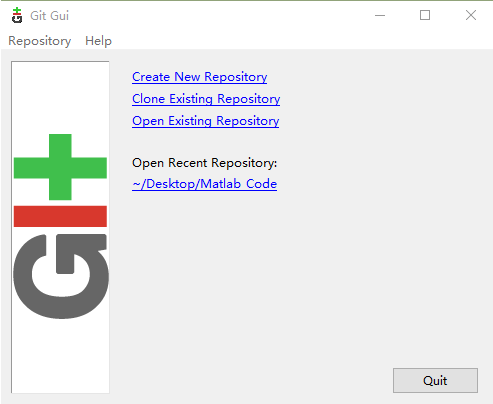 Git Gui
Repository Help
Create New Repository
Clone Existing Repository
Open Existing Repository
Open Recent Repository:
~/Desktop/Matlab Code
GIt
Quit